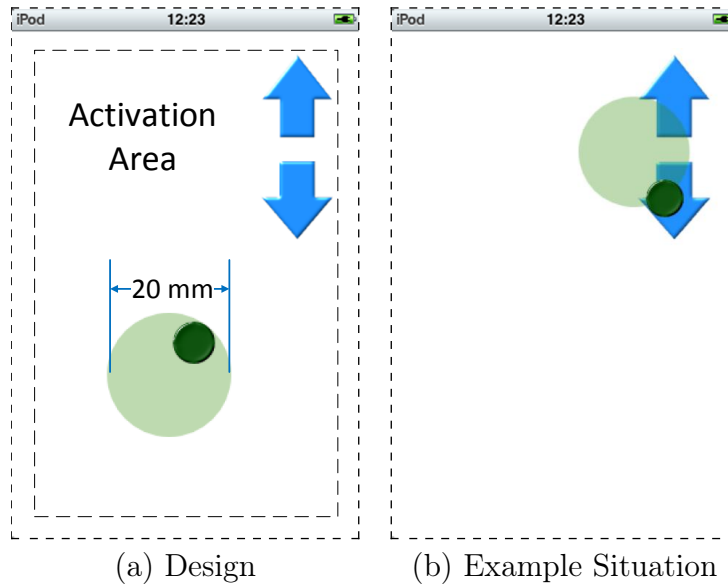 iPod 12:23
Activation
Area
20 mm
(a) Design
iPod 12:23
(b) Example Situation